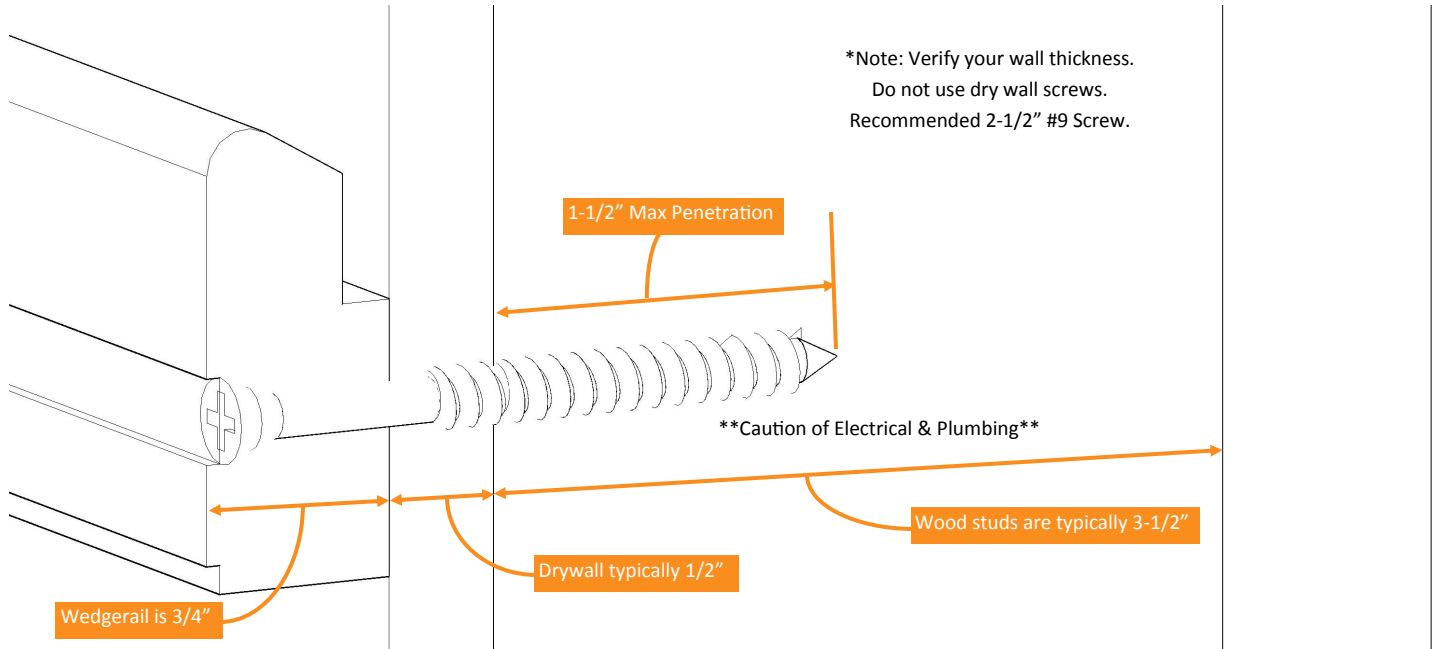 *Note: Verify your wall thickness.
Do not use dry wall screws.
Recommended 2-1/2” #9 Screw.
1-1/2” Max Penetration
**Caution of Electrical & Plumbing**
Wood studs are typically 3-1/2”
Drywall typically 1/2”
Wedgerail is 3/4”